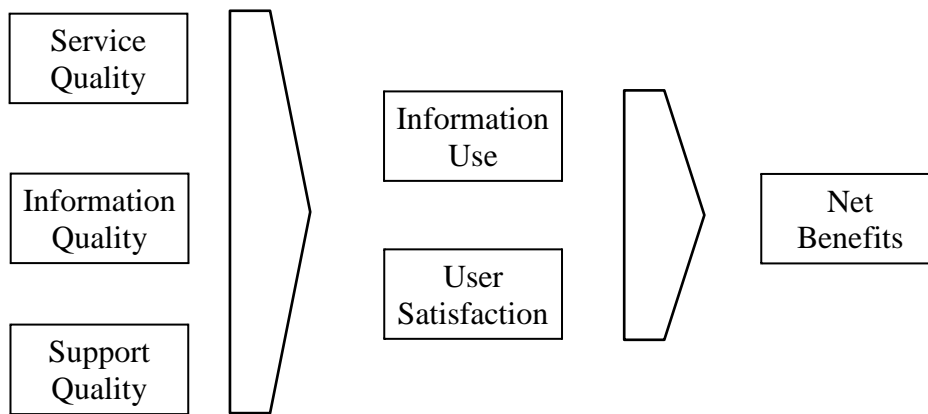 Service
Quality
Information
Quality
Support
Quality
Information
Use
User
Satisfaction
Net
Benefits